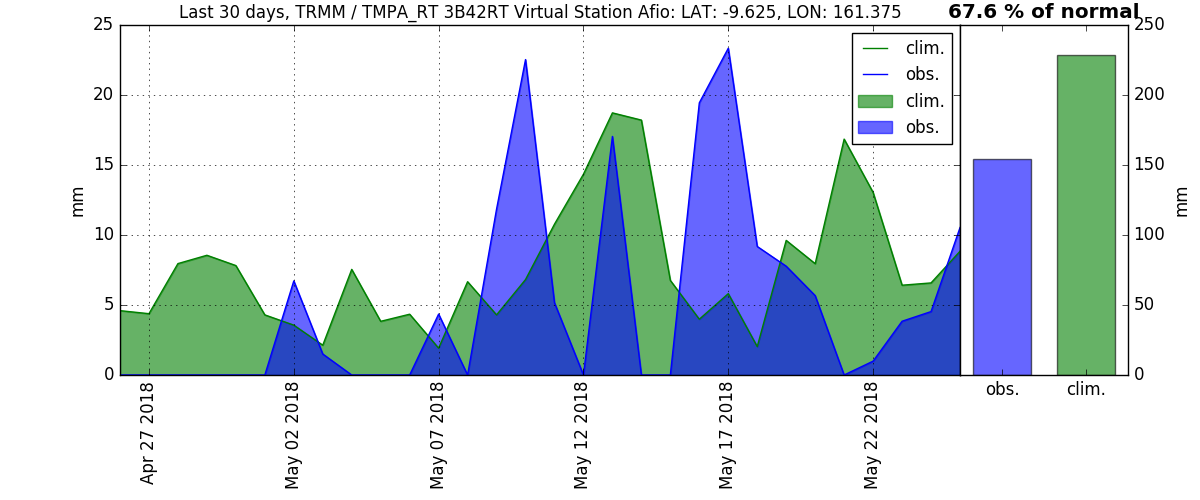 Last 30 days, TRMM / TMPA_RT 3B42RT Virtual Station Afio: LAT: -9.625, LON: 161.375
67.6 % of normal
25
20
15
10
5
0
mm
clim.
obs.
clim.
obs.
Apr 27 2018
May 02 2018
May 07 2018
May 12 2018
May 17 2018
May 22 2018
250
200
150
100
50
0
mm
obs.
clim.